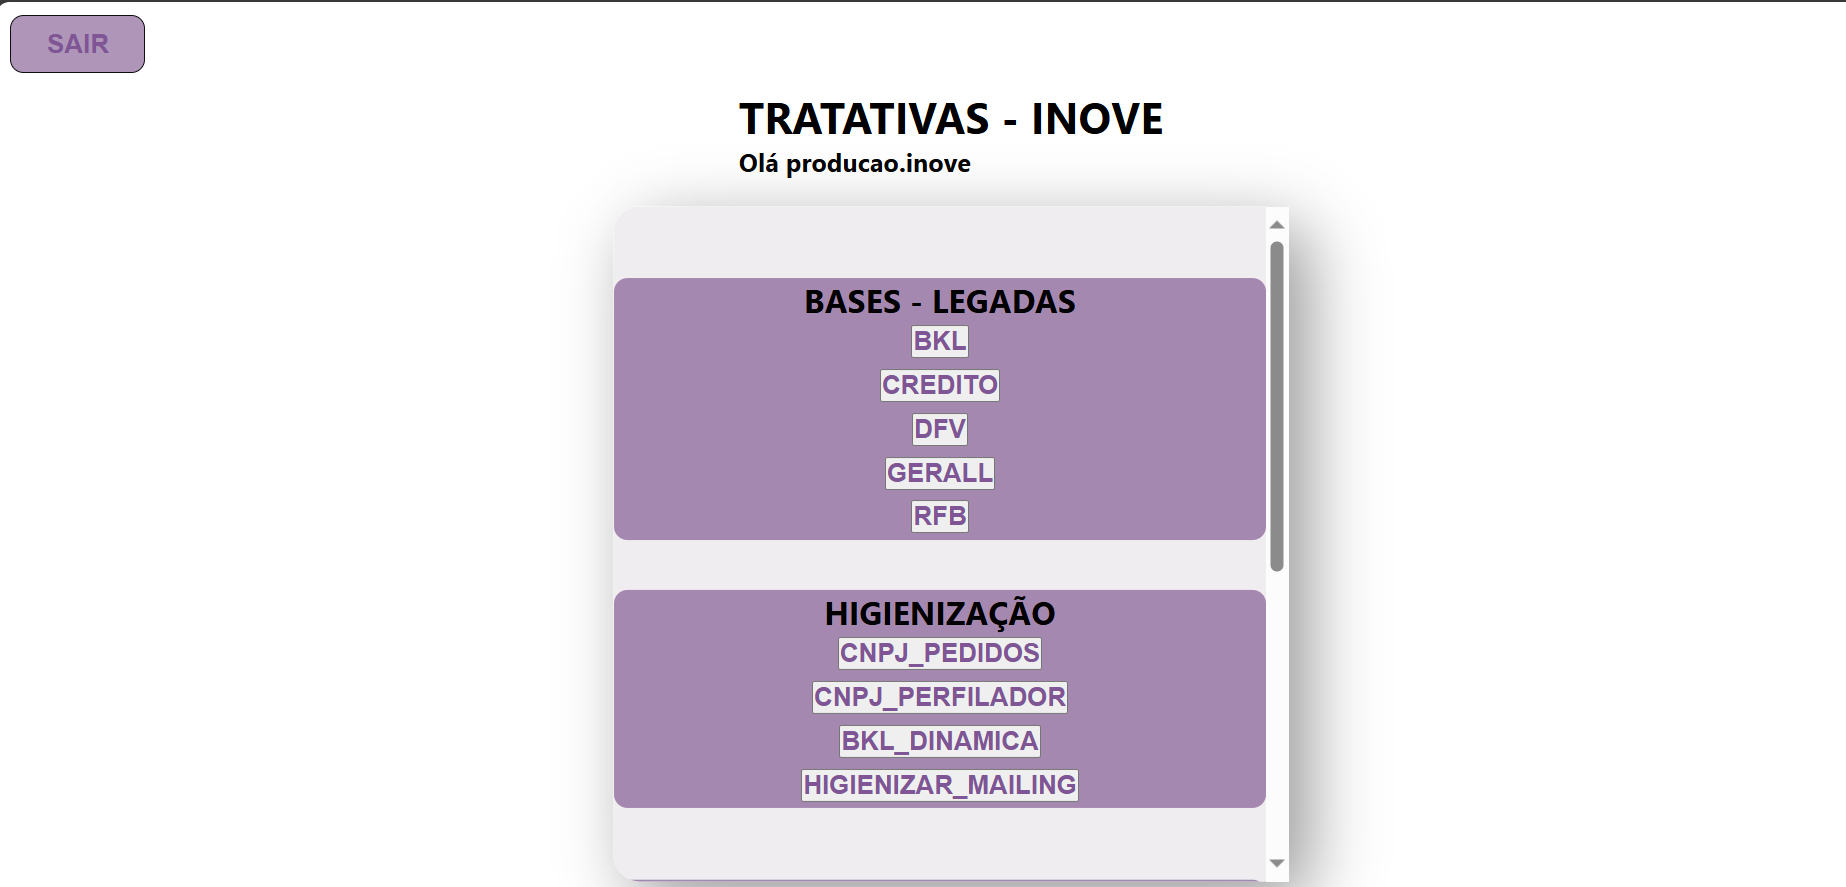 SAIR
TRATATIVAS - INOVE
Olá producao.inove
BASES - LEGADAS
BKL
CREDITO
DFV
GERALL
RFB
HIGIENIZAÇÃO
CNPJ_PEDIDOS
CNPJ_PERFILADOR
BKL_DINAMICA
HIGIENIZAR_MAILING